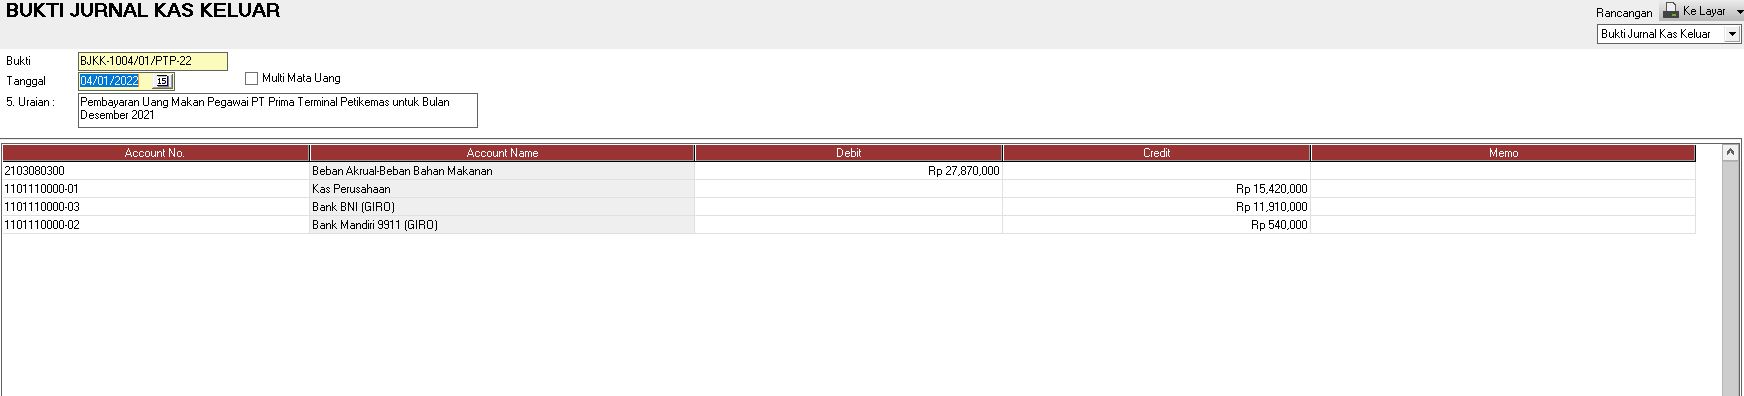 BUKTI JURNAL KAS KELUAR
Rancangan Ke Layar
Bukti Jurnal Kas Keluar
Bukti BJKK-1004/01/PTP-22
Tanggal 04/01/2022 15 Multi Mata Uang
5. Uraian : Pembayaran Uang Makan Pegawai PT Prima Terminal Petikemas untuk Bulan
Desember 2021
Account No. Account Name Debit Credit Memo
2103080300 Beban Akrual-Beban Bahan Makanan Rp 27,870,000
1101110000-01 Kas Perusahaan Rp 15,420,000
1101110000-03 Bank BNI (GIRO) Rp 11,910,000
1101110000-02 Bank Mandiri 9911 (GIRO) Rp 540,000